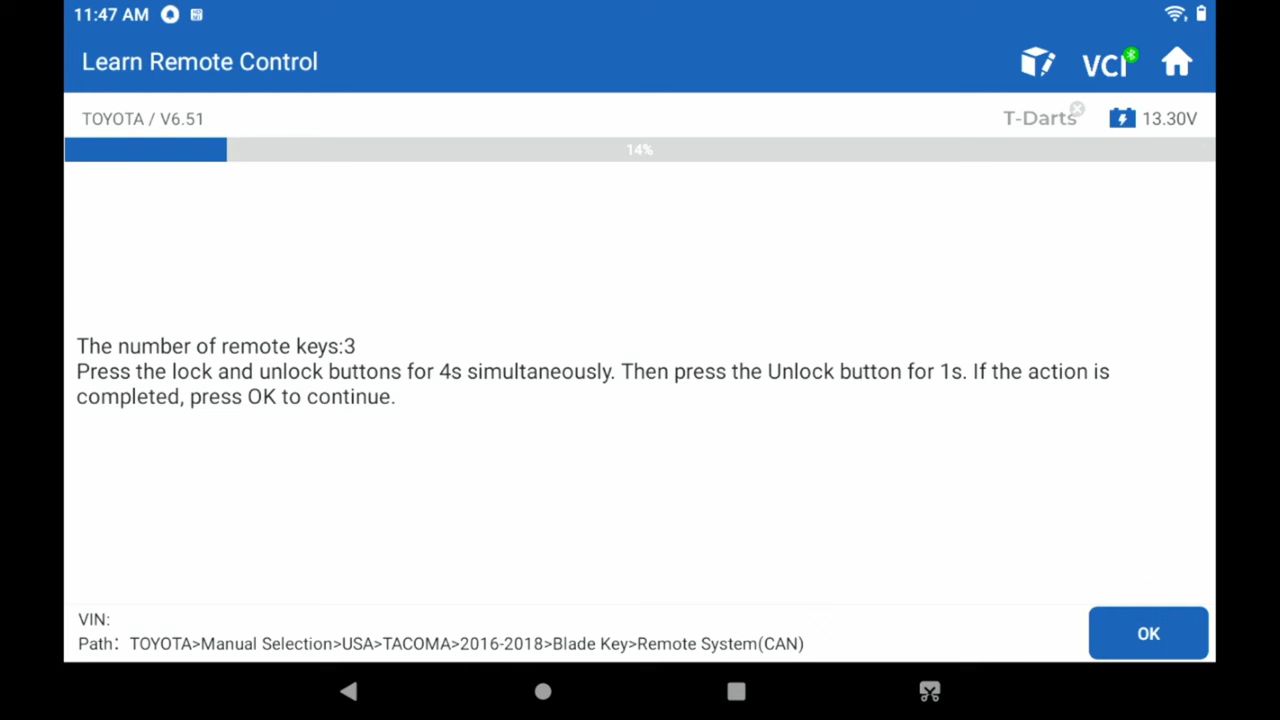 11:47 AM
Learn Remote Control
VCI
TOYOTA / V6.51
T-Darts
13.30V
14%
The number of remote keys:3
Press the lock and unlock buttons for 4s simultaneously. Then press the Unlock button for 1s. If the action is
completed, press OK to continue.
VIN:
Path: TOYOTA>Manual Selection>USA>TACOMA>2016-2018>Blade Key>Remote System(CAN)
OK